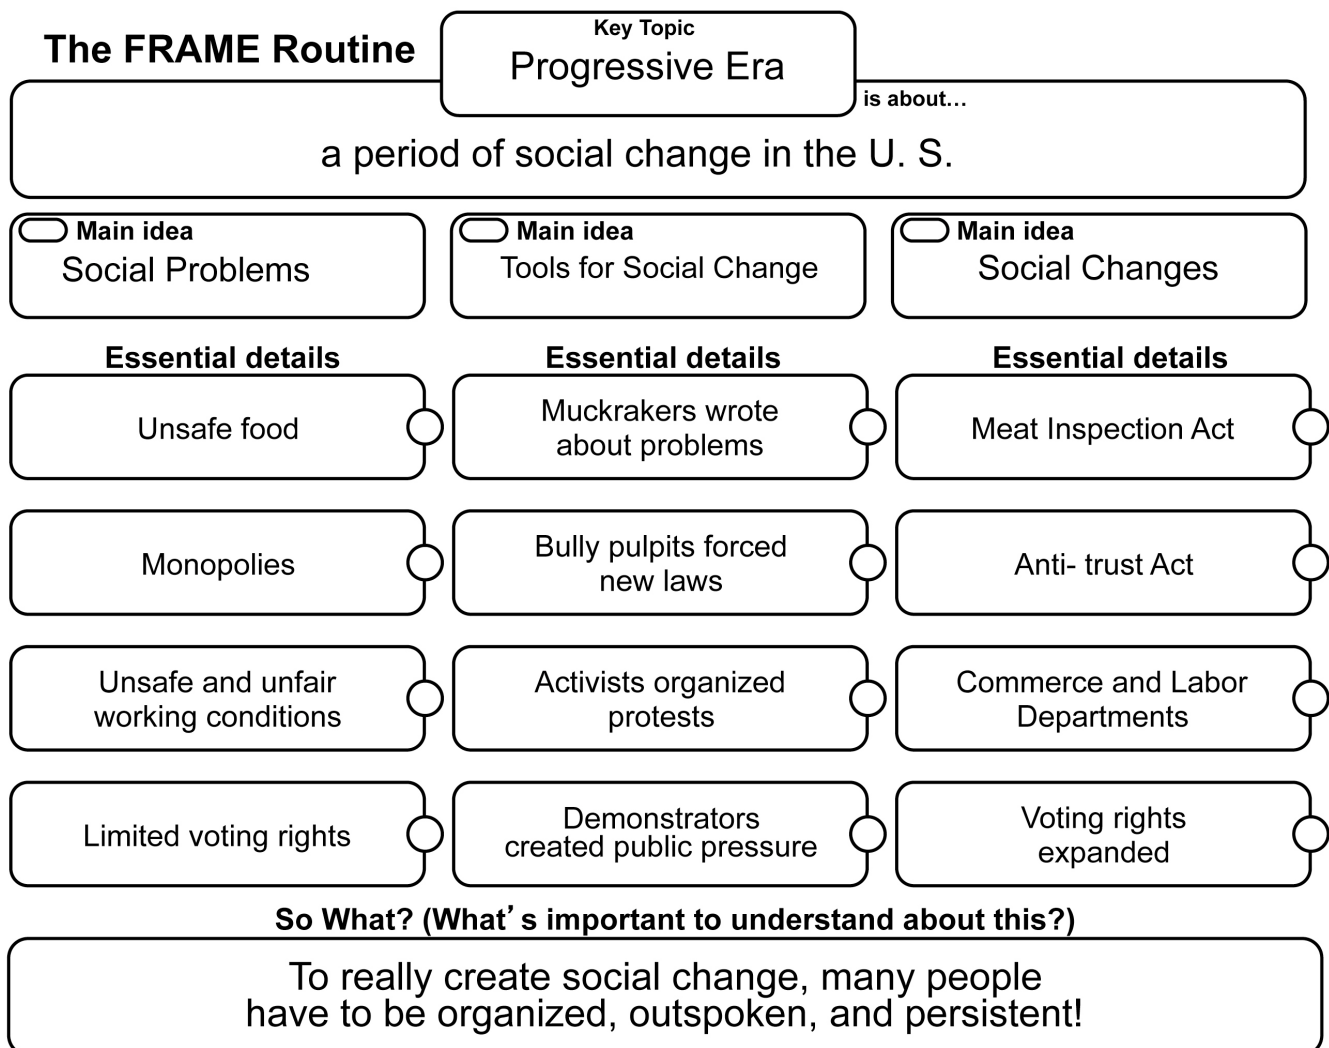 The FRAME Routine
Key Topic
Progressive Era
is about...
a period of social change in the U. S.
Main idea
Social Problems
Main idea
Tools for Social Change
Main idea
Social Changes
Essential details
Unsafe food
Monopolies
Unsafe and unfair
working conditions
Limited voting rights
Essential details
Muckrakers wrote
about problems
Bully pulpits forced
new laws
Activists organized
protests
Demonstrators
created public pressure
Essential details
Meat Inspection Act
Anti- trust Act
Commerce and Labor
Departments
Voting rights
expanded
So What? (What’s important to understand about this?)
To really create social change, many people
have to be organized, outspoken, and persistent!